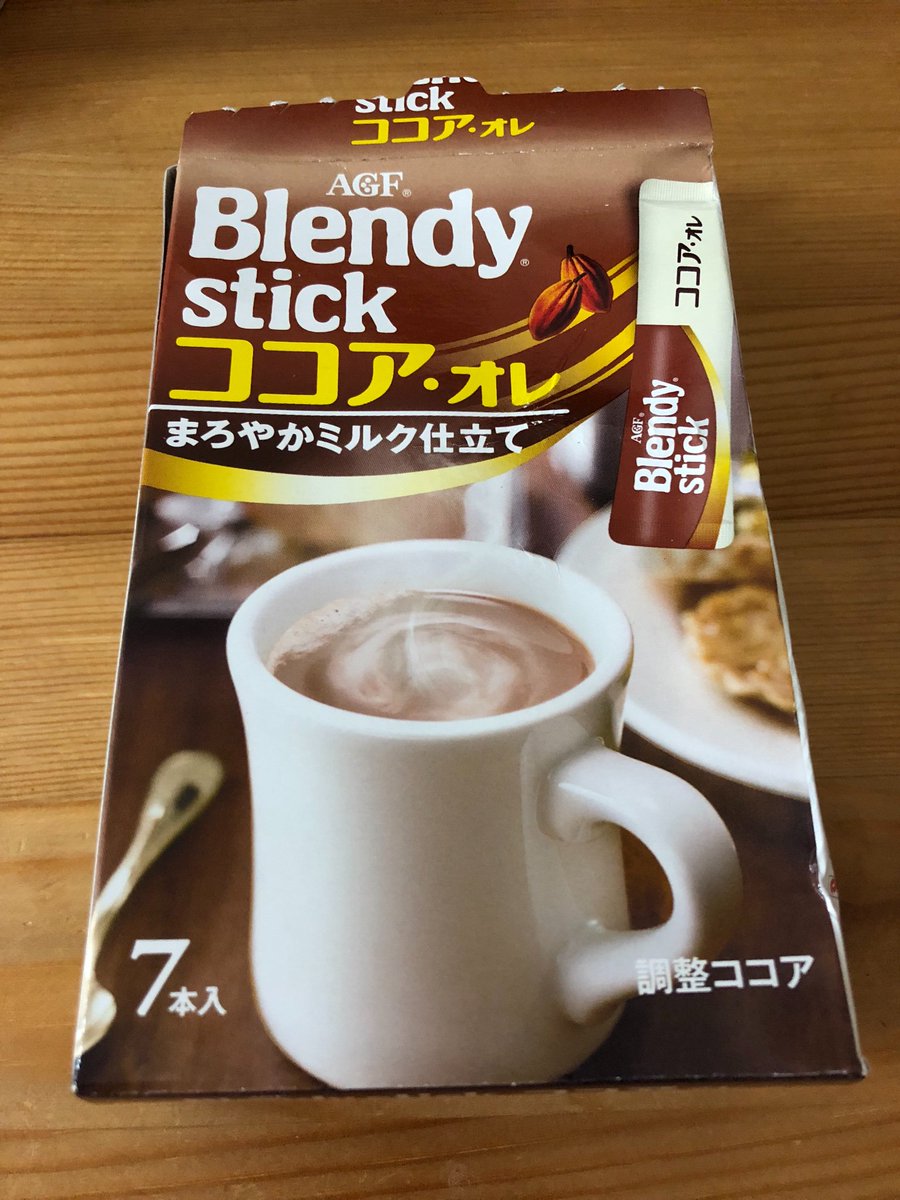 stick
ココア・オレ
AGF®
Blendy®
stick
ココア・オレ
まろやかミルク仕立て
ココア・オレ
AGF®
Blendy®
stick
7本入
調整ココア